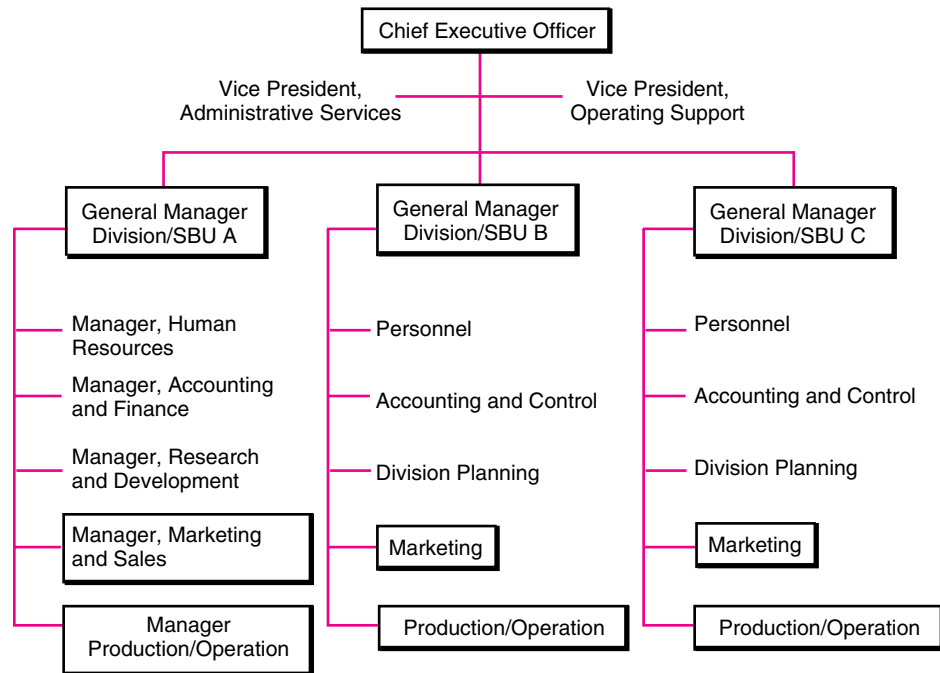 Chief Executive Officer
Vice President,
Administrative Services
Vice President,
Operating Support
General Manager
Division/SBU A
General Manager
Division/SBU B
General Manager
Division/SBU C
Manager, Human
Resources
Manager, Accounting
and Finance
Manager, Research
and Development
Manager, Marketing
and Sales
Manager
Production/Operation
Personnel
Accounting and Control
Division Planning
Marketing
Production/Operation
Personnel
Accounting and Control
Division Planning
Marketing
Production/Operation